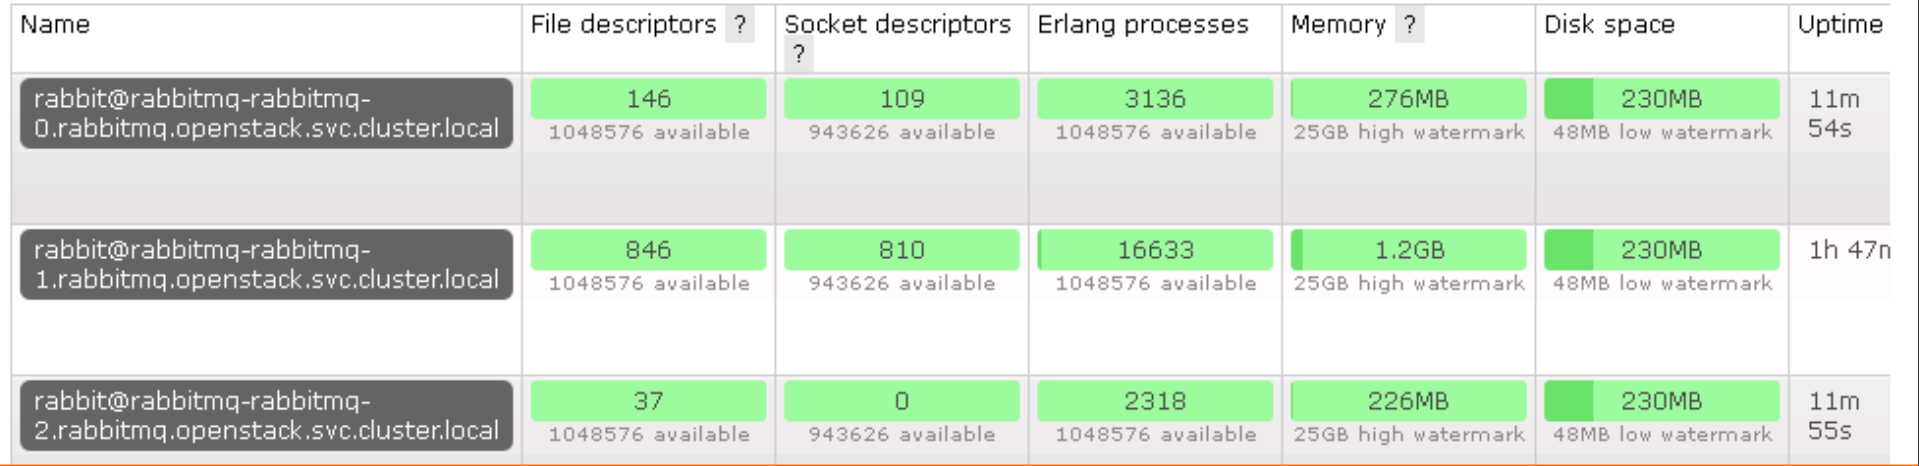 Name File descriptors ? Socket descriptors Erlang processes Memory ? Disk space Uptime
?
rabbit@rabbitmq-rabbitmq- 146 109 3136 276MB 230MB 11m
0.rabbitmq.openstack.svc.cluster.local 1048576 available 943626 available 1048576 available 25GB high watermark 48MB low watermark 54s
rabbit@rabbitmq-rabbitmq- 846 810 16633 1.2GB 230MB 1h 47m
1.rabbitmq.openstack.svc.cluster.local 1048576 available 943626 available 1048576 available 25GB high watermark 48MB low watermark
rabbit@rabbitmq-rabbitmq- 37 0 2318 226MB 230MB 11m
2.rabbitmq.openstack.svc.cluster.local 1048576 available 943626 available 1048576 available 25GB high watermark 48MB low watermark 55s